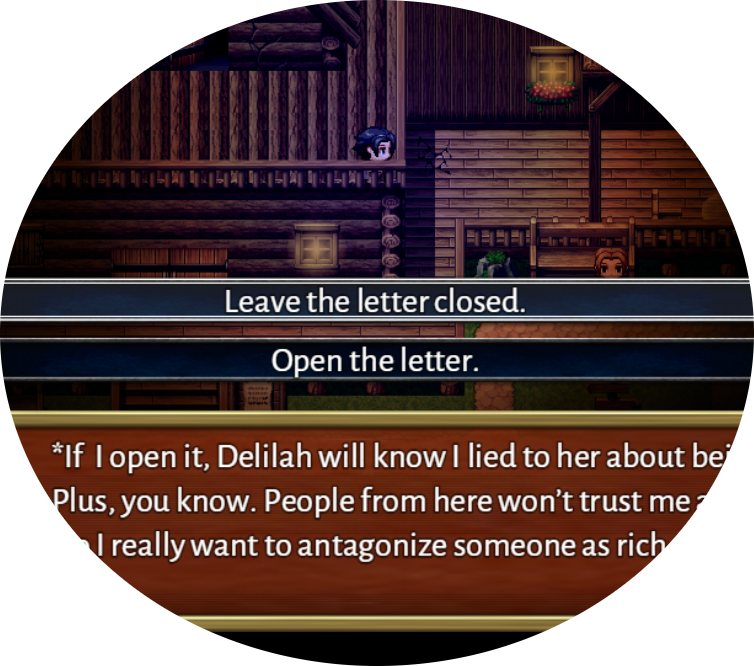 Leave the letter closed.
Open the letter.
*If I open it, Delilah will know I lied to her about
Plus, you know. People from here won't trust me
I really want to antagonize someone as rich